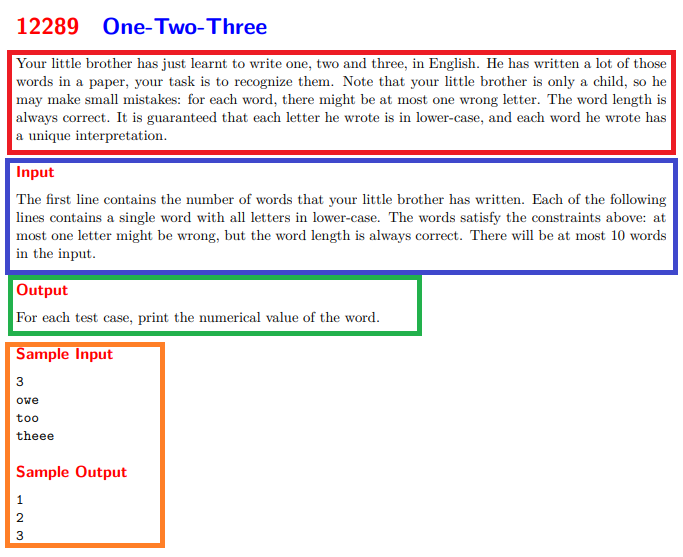 12289 One-Two-Three
Your little brother has just learnt to write one, two and three, in English. He has written a lot of those
words in a paper, your task is to recognize them. Note that your little brother is only a child, so he
may make small mistakes: for each word, there might be at most one wrong letter. The word length is
always correct. It is guaranteed that each letter he wrote is in lower-case, and each word he wrote has
a unique interpretation.
Input
The first line contains the number of words that your little brother has written. Each of the following
lines contains a single word with all letters in lower-case. The words satisfy the constraints above: at
most one letter might be wrong, but the word length is always correct. There will be at most 10 words
in the input.
Output
For each test case, print the numerical value of the word.
Sample Input
3
owe
too
theee
Sample Output
1
2
3